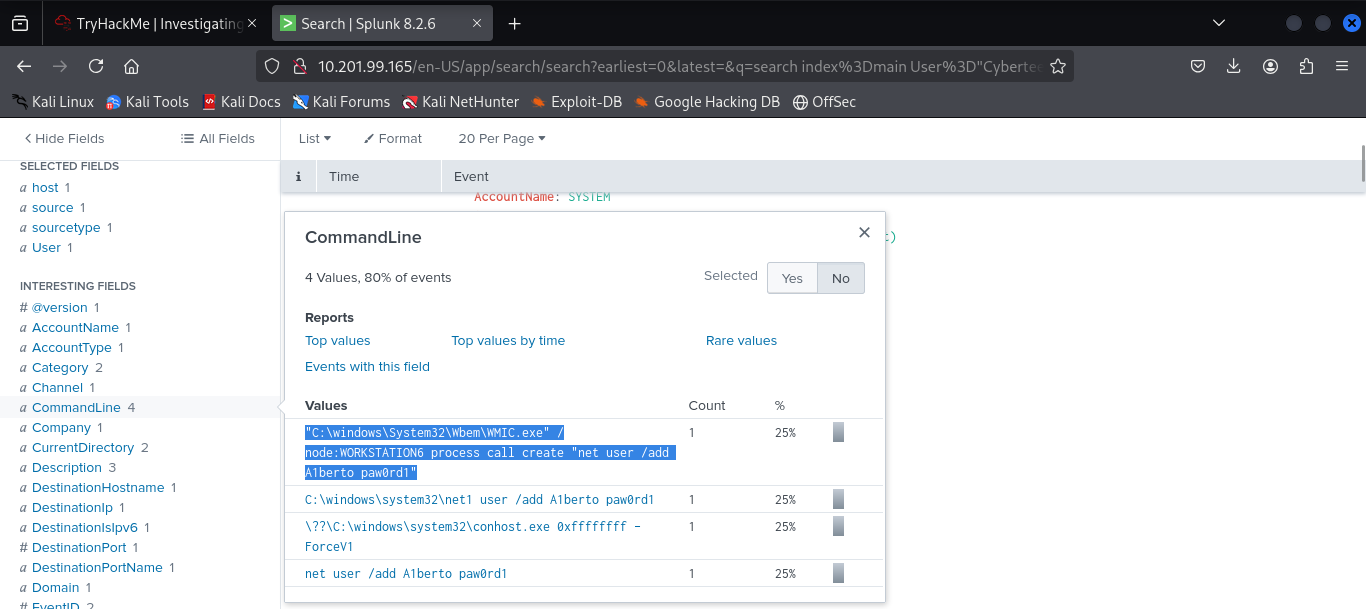 TryHackMe | Investigating
Search | Splunk 8.2.6
10.201.99.165/en-US/app/search/search?earliest=0&latest=&q=search index%3Dmain User%3D"Cybertee
Kali Linux Kali Tools Kali Docs Kali Forums Kali NetHunter Exploit-DB Google Hacking DB OffSec
Hide Fields All Fields List Format 20 Per Page
SELECTED FIELDS
a host 1
a source 1
a sourcetype 1
a User 1
INTERESTING FIELDS
# @version 1
a AccountName 1
a AccountType 1
a Category 2
a Channel 1
a CommandLine 4
a Company 1
a CurrentDirectory 2
a Description 3
a DestinationHostname 1
a DestinationIp 1
a DestinationIsIpv6 1
# DestinationPort 1
a DestinationPortName 1
a Domain 1
# EventID 2
i Time Event
AccountName: SYSTEM
t)
CommandLine
4 Values, 80% of events Selected Yes No
Reports
Top values Top values by time Rare values
Events with this field
Values Count %
"C:\windows\System32\Wbem\WMIC.exe" / 1 25%
node:WORKSTATION6 process call create "net user /add
A1berto paw0rd1"
C:\windows\system32\net1 user /add A1berto paw0rd1 1 25%
\??\C:\windows\system32\conhost.exe 0xffffffff - 1 25%
ForceV1
net user /add A1berto paw0rd1 1 25%